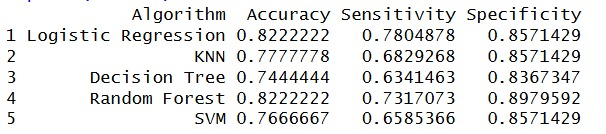 Algorithm Accuracy Sensitivity Specificity
1 Logistic Regression 0.8222222 0.7804878 0.8571429
2 KNN 0.7777778 0.6829268 0.8571429
3 Decision Tree 0.7444444 0.6341463 0.8367347
4 Random Forest 0.8222222 0.7317073 0.8979592
5 SVM 0.7666667 0.6585366 0.8571429